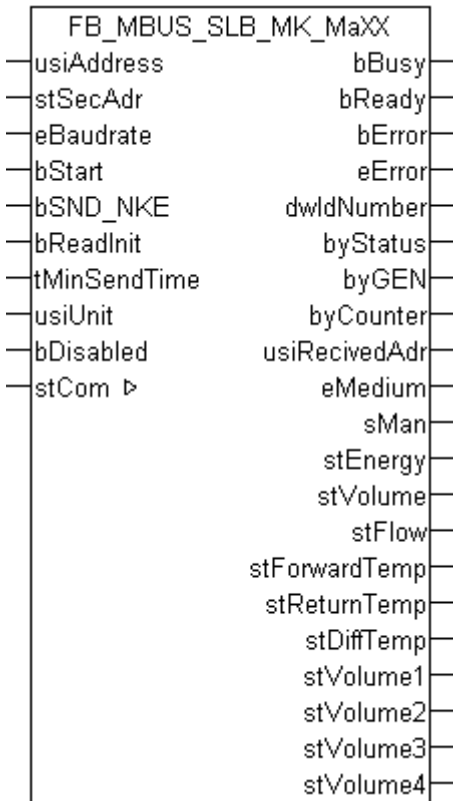 FB_MBUS_SLB_MK_MaXX
usiAddress bBusy
stSecAdr bReady
eBaudrate bError
bStart eError
bSND_NKE dwIdNumber
bReadInit byStatus
tMinSendTime byGEN
usiUnit byCounter
bDisabled usiRecivedAdr
stCom ▷ eMedium
sMan
stEnergy
stVolume
stFlow
stForwardTemp
stReturnTemp
stDiffTemp
stVolume1
stVolume2
stVolume3
stVolume4